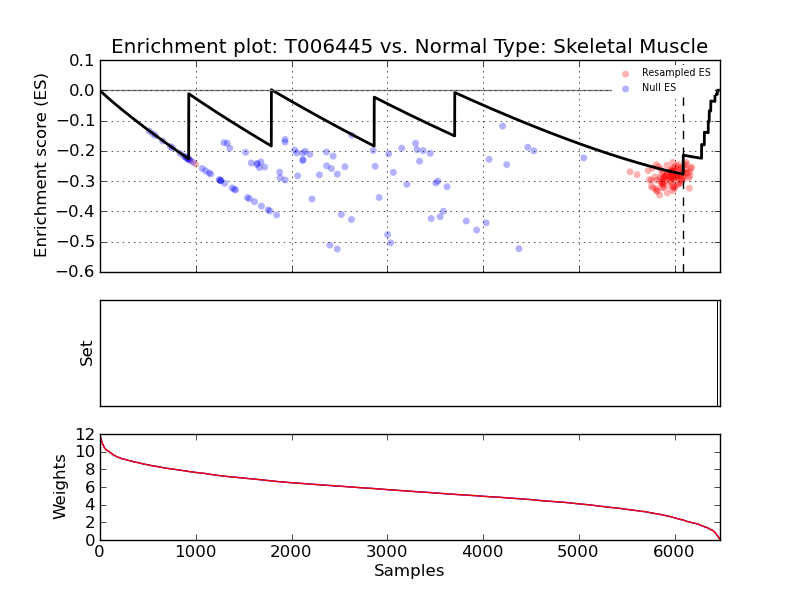 Enrichment plot: T006445 vs. Normal Type: Skeletal Muscle
Enrichment score (ES)
0.1
0.0
−0.1
−0.2
−0.3
−0.4
−0.5
−0.6
Resampled ES
Null ES
Set
Weights
12
10
8
6
4
2
0
0 1000 2000 3000 4000 5000 6000
Samples